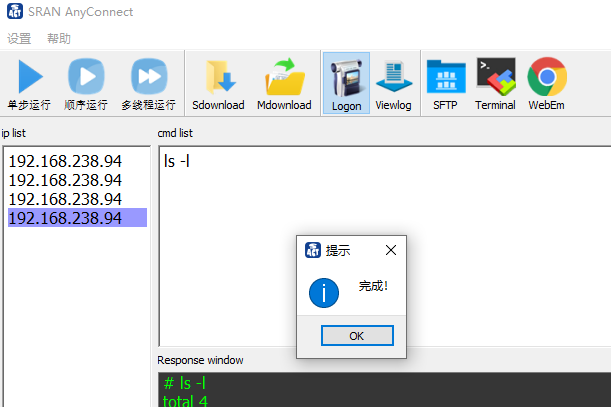 SRAN AnyConnect
设置 帮助
单步运行 顺序运行 多线程运行 Sdownload Mdownload Logon Viewlog SFTP Terminal WebEm
ip list cmd list
192.168.238.94
192.168.238.94
192.168.238.94
192.168.238.94
ls -l
提示
完成!
OK
Response window
# ls -l
total 4